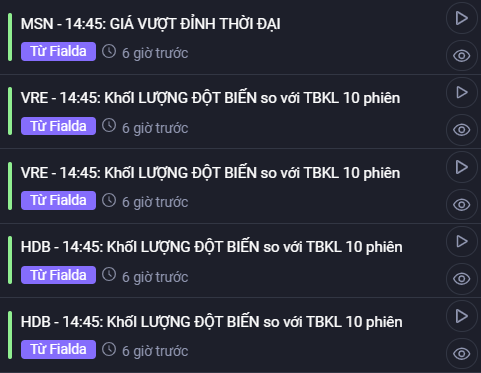 MSN - 14:45: GIÁ VƯỢT ĐỈNH THỜI ĐẠI
Từ Fialda 6 giờ trước
VRE - 14:45: KhốI LƯỢNG ĐỘT BIẾN so với TBKL 10 phiên
Từ Fialda 6 giờ trước
VRE - 14:45: KhốI LƯỢNG ĐỘT BIẾN so với TBKL 10 phiên
Từ Fialda 6 giờ trước
HDB - 14:45: KhốI LƯỢNG ĐỘT BIẾN so với TBKL 10 phiên
Từ Fialda 6 giờ trước
HDB - 14:45: KhốI LƯỢNG ĐỘT BIẾN so với TBKL 10 phiên
Từ Fialda 6 giờ trước